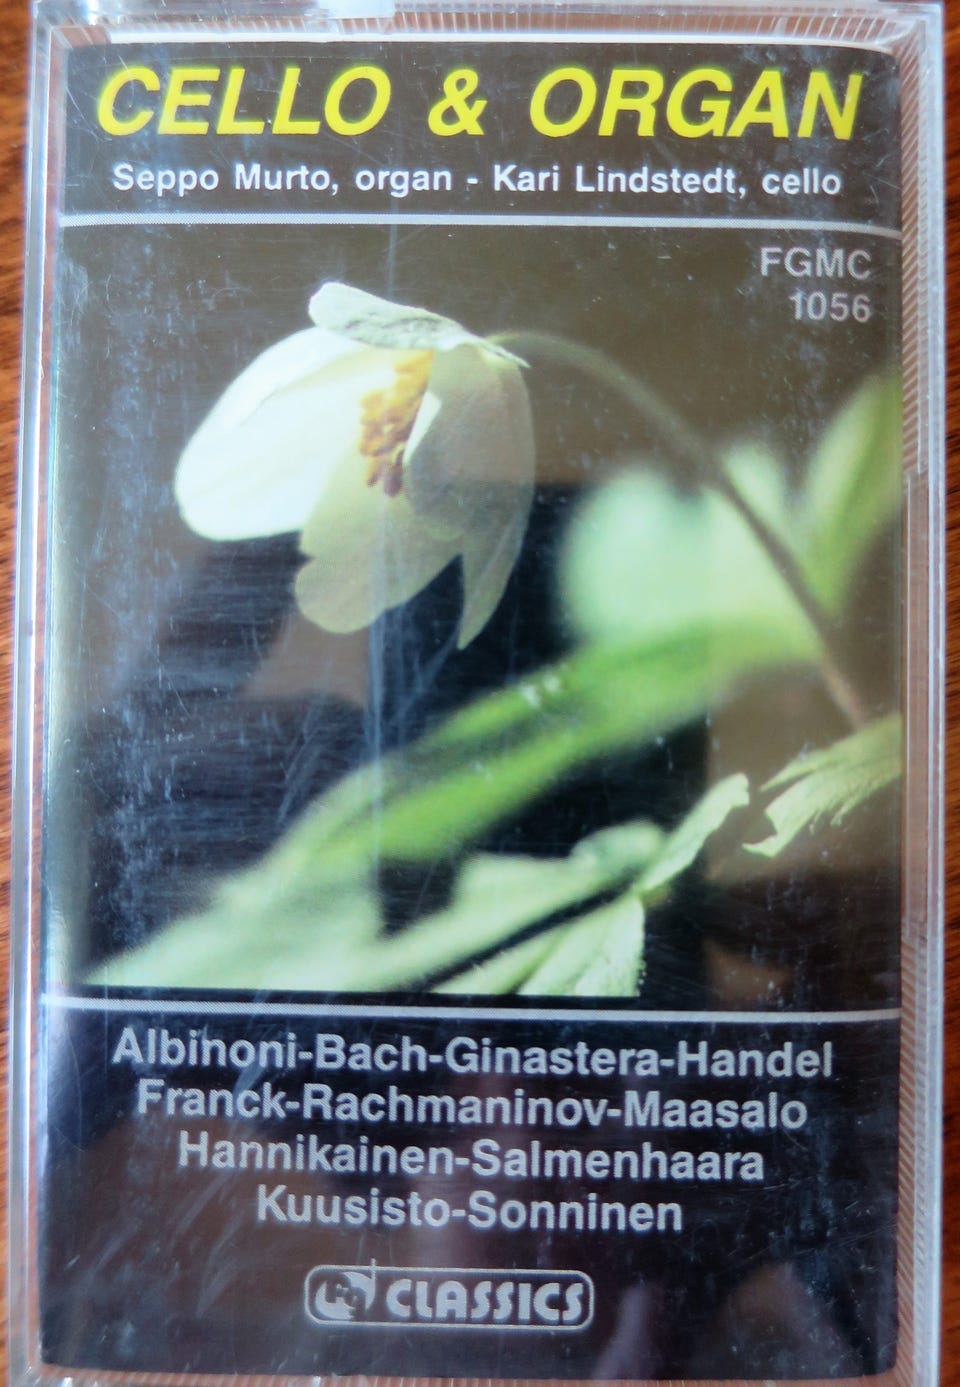 CELLO & ORGAN
Seppo Murto, organ - Kari Lindstedt, cello
FGMC
1056
Albinoni-Bach-Ginastera-Handel
Franck-Rachmaninov-Maasalo
Hannikainen-Salmenhaara
Kuusisto-Sonninen
CLASSICS